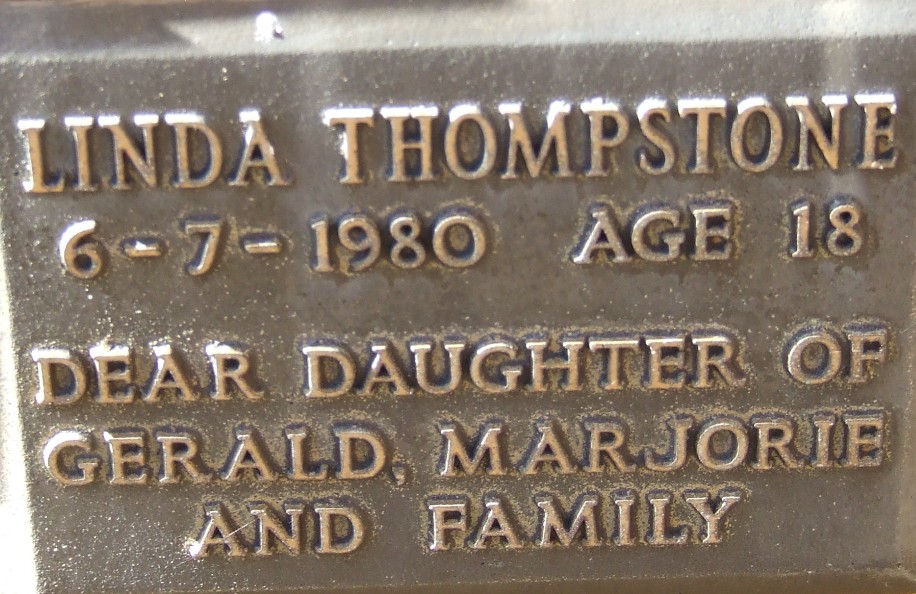 LINDA THOMPSTONE
6-7-1980 AGE 18
DEAR DAUGHTER OF
GERALD, MARJORIE
AND FAMILY